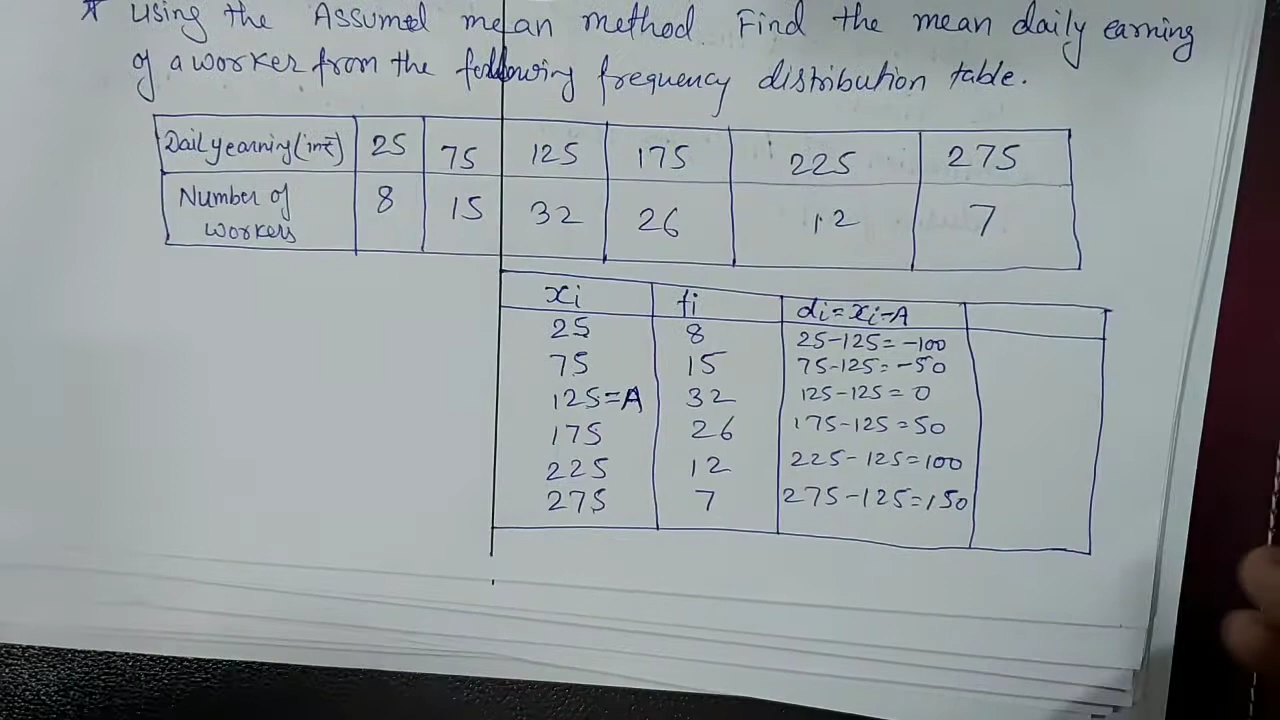 * Using the Assumed mean method. Find the mean daily earning
of a worker from the following frequency distribution table.
Daily earning (in ₹) 25 75 125 175 225 275
Number of workers 8 15 32 26 12 7
xi fi di=xi-A
25 8 25-125=-100
75 15 75-125=-50
125=A 32 125-125=0
175 26 175-125=50
225 12 225-125=100
275 7 275-125=150